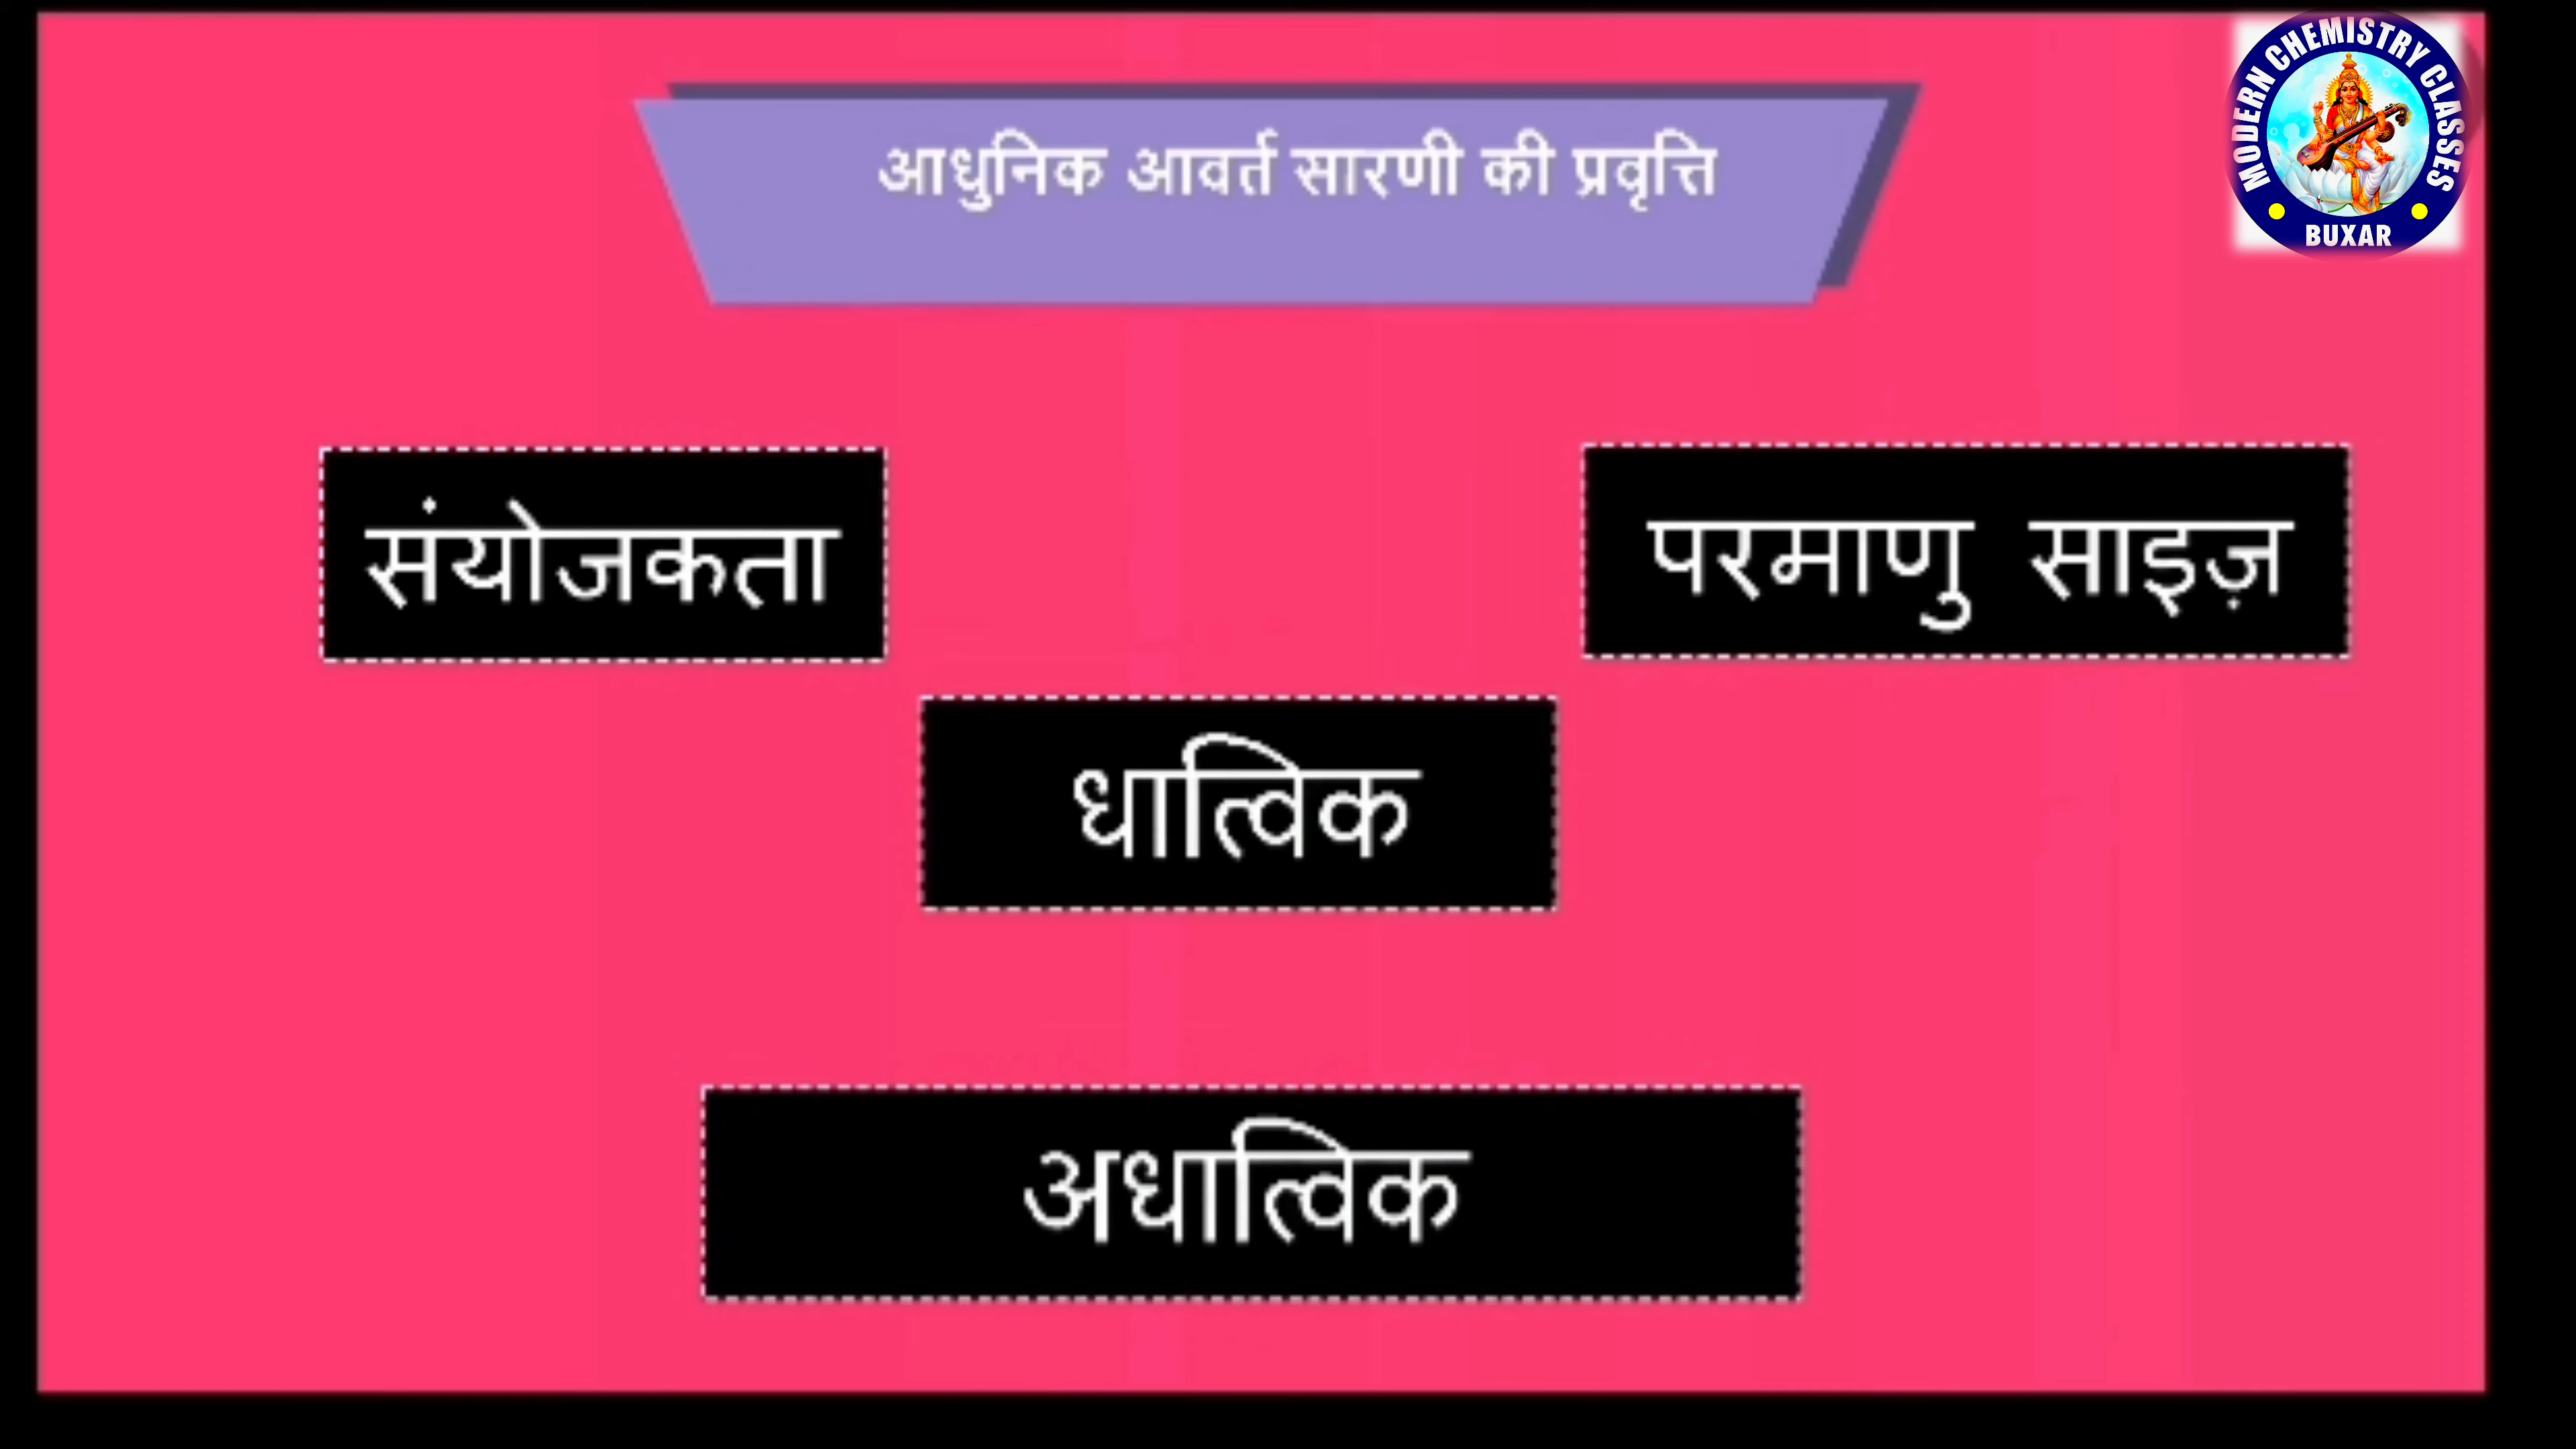 MODERN CHEMISTRY CLASSES
BUXAR
आधुनिक आवर्त सारणी की प्रवृत्ति
संयोजकता
परमाणु साइज़
धात्विक
अधात्विक